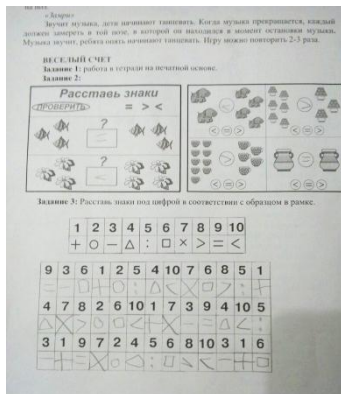 «Замри»
Звучит музыка, дети начинают танцевать. Когда музыка прекращается, каждый
должен замереть в той позе, в которой он находился в момент остановки музыки.
Музыка звучит, ребята опять начинают танцевать. Игру можно повторить 2-3 раза.
ВЕСЕЛЫЙ СЧЕТ
Задание 1: работа в тетради на печатной основе.
Задание 2:
Расставь знаки
ПРОВЕРИТЬ = > <
?
?
< = > < = >
< = > < = >
Задание 3: Расставь знаки под цифрой в соответствии с образцом в рамке.
1 2 3 4 5 6 7 8 9 10
+ ○ − △ : □ × > = <
9 3 6 1 2 5 4 10 7 6 8 5 1
4 7 8 2 6 10 1 7 3 9 4 10 5
3 1 9 7 2 4 5 6 8 10 3 1 6